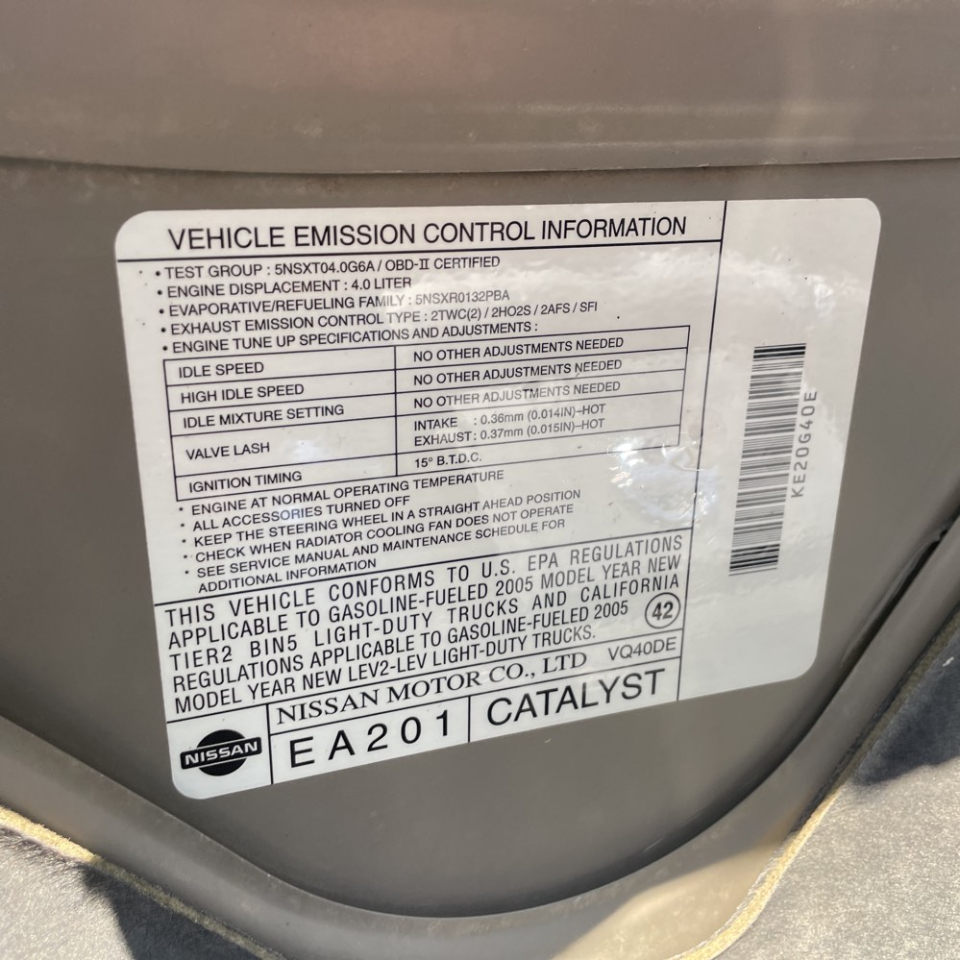 VEHICLE EMISSION CONTROL INFORMATION
• TEST GROUP : 5NSXT04.0G6A / OBD-II CERTIFIED
• ENGINE DISPLACEMENT : 4.0 LITER
• EVAPORATIVE/REFUELING FAMILY : 5NSXR0132PBA
• EXHAUST EMISSION CONTROL TYPE : 2TWC(2) / 2HO2S / 2AFS / SFI
• ENGINE TUNE UP SPECIFICATIONS AND ADJUSTMENTS :
IDLE SPEED NO OTHER ADJUSTMENTS NEEDED
HIGH IDLE SPEED NO OTHER ADJUSTMENTS NEEDED
IDLE MIXTURE SETTING NO OTHER ADJUSTMENTS NEEDED
VALVE LASH INTAKE : 0.36mm (0.014IN)-HOT
EXHAUST : 0.37mm (0.015IN)-HOT
IGNITION TIMING 15° B.T.D.C.
• ENGINE AT NORMAL OPERATING TEMPERATURE
• ALL ACCESSORIES TURNED OFF
• KEEP THE STEERING WHEEL IN A STRAIGHT AHEAD POSITION
• CHECK WHEN RADIATOR COOLING FAN DOES NOT OPERATE
• SEE SERVICE MANUAL AND MAINTENANCE SCHEDULE FOR
ADDITIONAL INFORMATION
THIS VEHICLE CONFORMS TO U.S. EPA REGULATIONS
APPLICABLE TO GASOLINE-FUELED 2005 MODEL YEAR NEW
TIER2 BIN5 LIGHT-DUTY TRUCKS AND CALIFORNIA
REGULATIONS APPLICABLE TO GASOLINE-FUELED 2005
MODEL YEAR NEW LEV2-LEV LIGHT-DUTY TRUCKS.
42
NISSAN MOTOR CO., LTD VQ40DE
NISSAN
EA201 CATALYST
KE20G40E